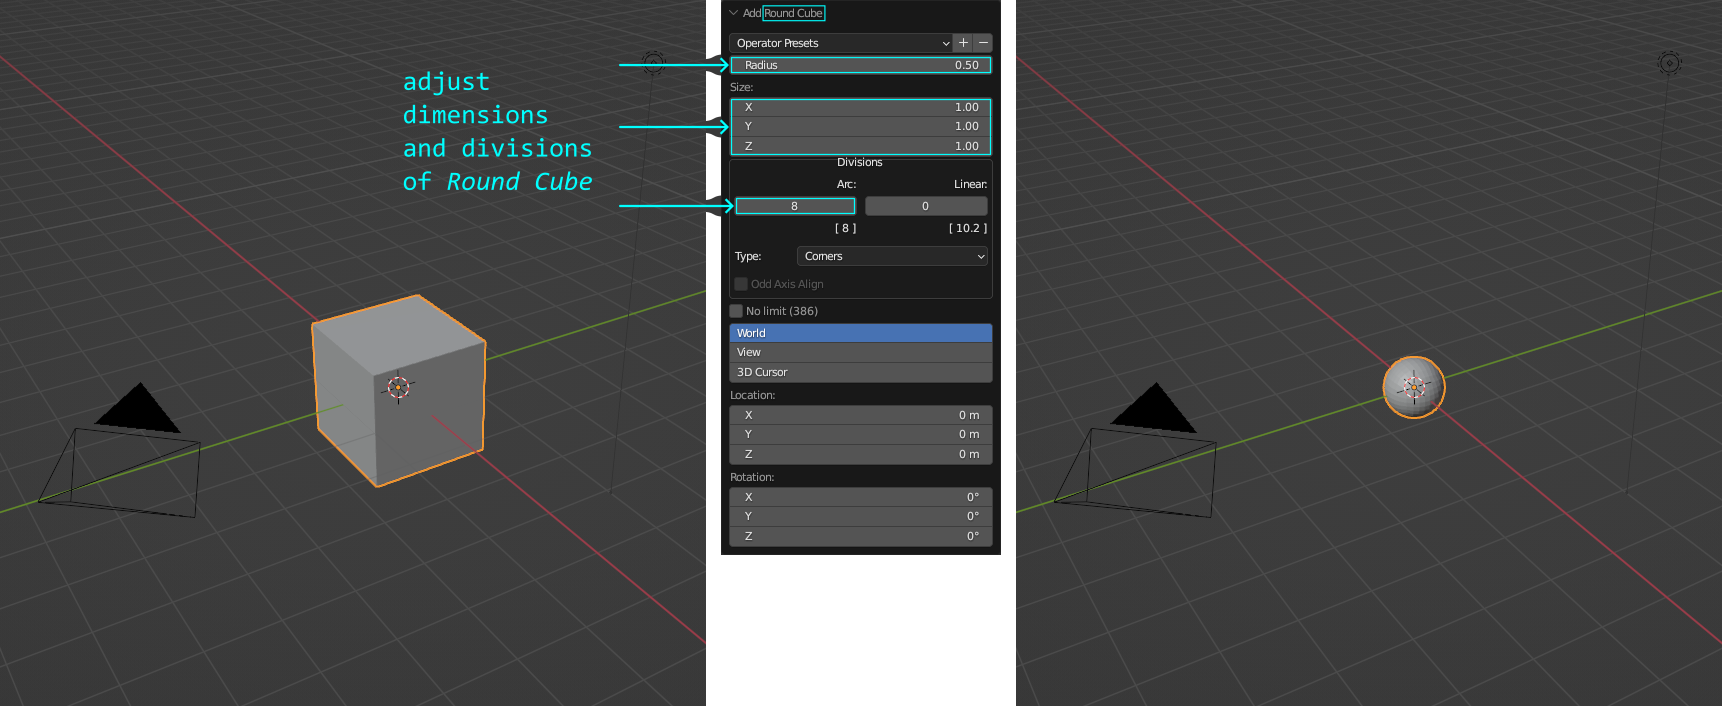 adjust
dimensions
and divisions
of Round Cube
Add Round Cube
Operator Presets
+ −
Radius 0.50
Size:
X 1.00
Y 1.00
Z 1.00
Divisions
Arc: Linear:
8 0
[ 8 ] [ 10.2 ]
Type: Corners
Odd Axis Align
No limit (386)
World
View
3D Cursor
Location:
X 0 m
Y 0 m
Z 0 m
Rotation:
X 0°
Y 0°
Z 0°